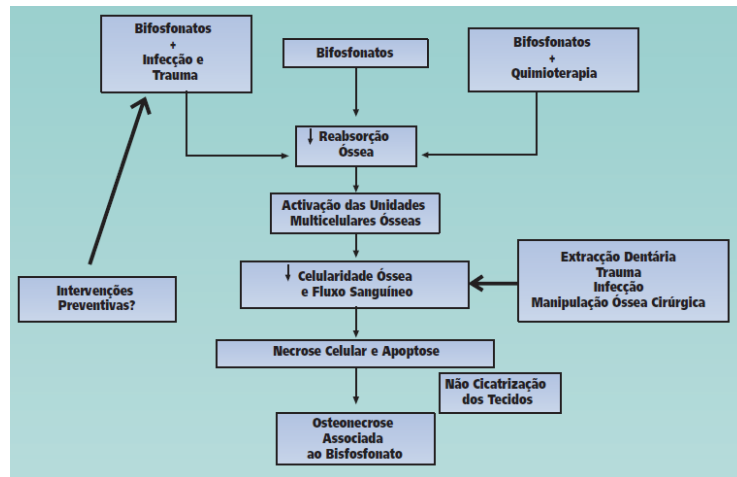 Bifosfonatos
+
Infecção e
Trauma
Bifosfonatos
Bifosfonatos
+
Quimioterapia
↓ Reabsorção
Óssea
Activação das Unidades
Multicelulares Ósseas
Intervenções
Preventivas?
↓ Celularidade Óssea
e Fluxo Sanguíneo
Extracção Dentária
Trauma
Infecção
Manipulação Óssea Cirúrgica
Necrose Celular e Apoptose
Não Cicatrização
dos Tecidos
Osteonecrose
Associada
ao Bisfosfonato